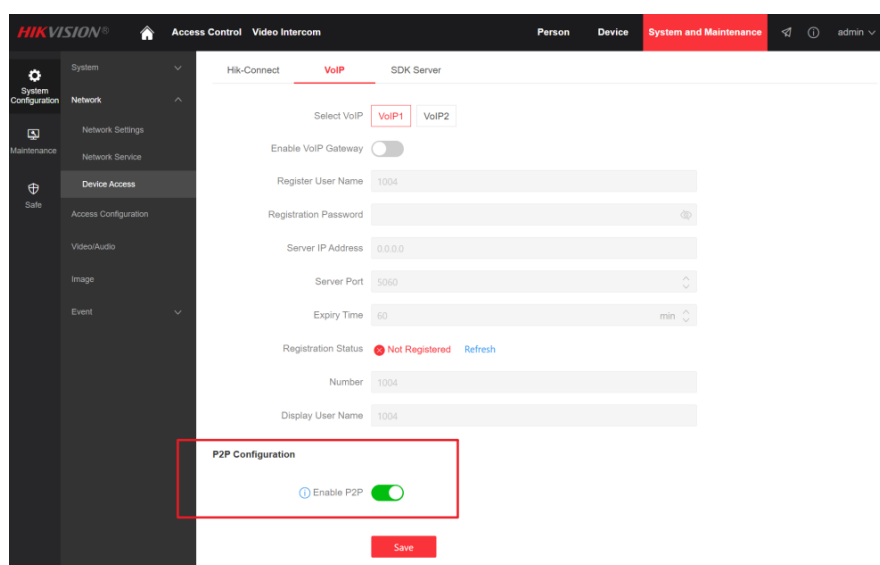 HIKVISION®
Access Control Video Intercom Person Device System and Maintenance admin
System Configuration
Maintenance
Safe
System
Network
Network Settings
Network Service
Device Access
Access Configuration
Video/Audio
Image
Event
Hik-Connect VoIP SDK Server
Select VoIP VoIP1 VoIP2
Enable VoIP Gateway
Register User Name 1004
Registration Password
Server IP Address 0.0.0.0
Server Port 5060
Expiry Time 60 min
Registration Status Not Registered Refresh
Number 1004
Display User Name 1004
P2P Configuration
Enable P2P
Save